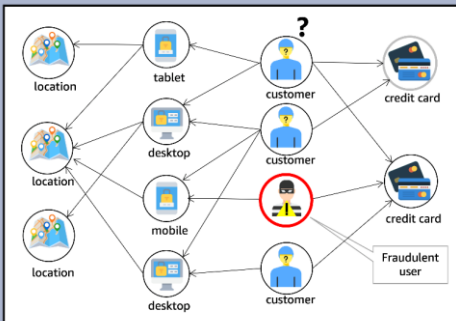 ?
tablet
location
customer
credit card
desktop
location
customer
mobile
credit card
location
Fraudulent
user
desktop
customer